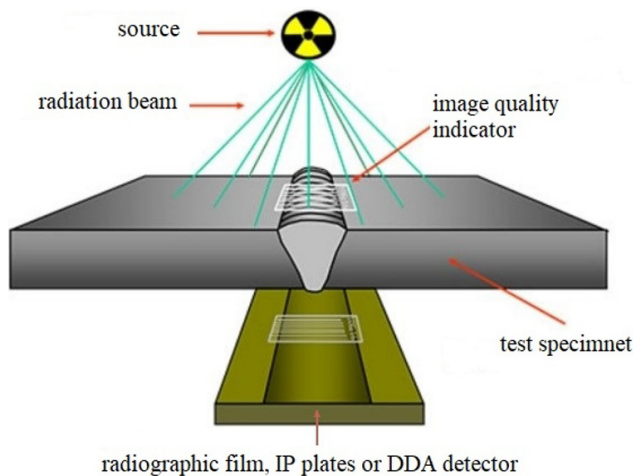 source
radiation beam
image quality
indicator
test specimnet
radiographic film, IP plates or DDA detector